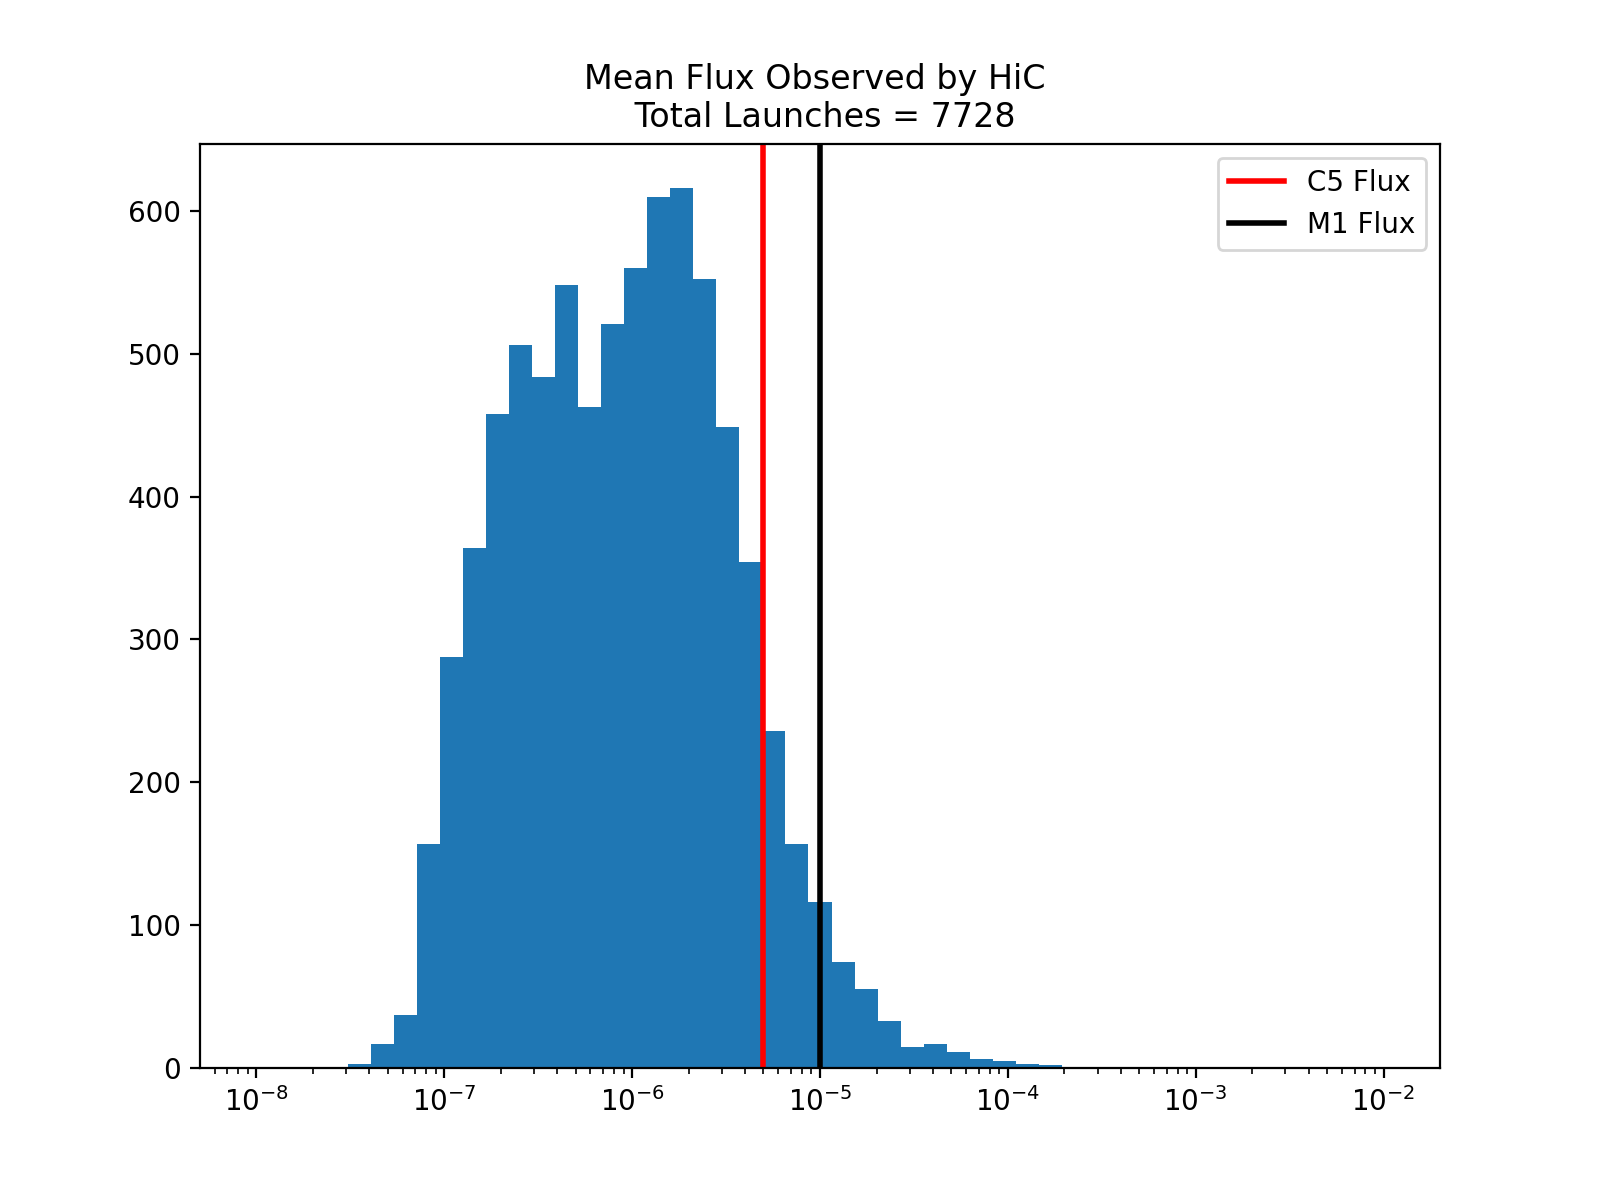 Mean Flux Observed by HiC
Total Launches = 7728
C5 Flux
M1 Flux
600
500
400
300
200
100
0
10⁻⁸ 10⁻⁷ 10⁻⁶ 10⁻⁵ 10⁻⁴ 10⁻³ 10⁻²